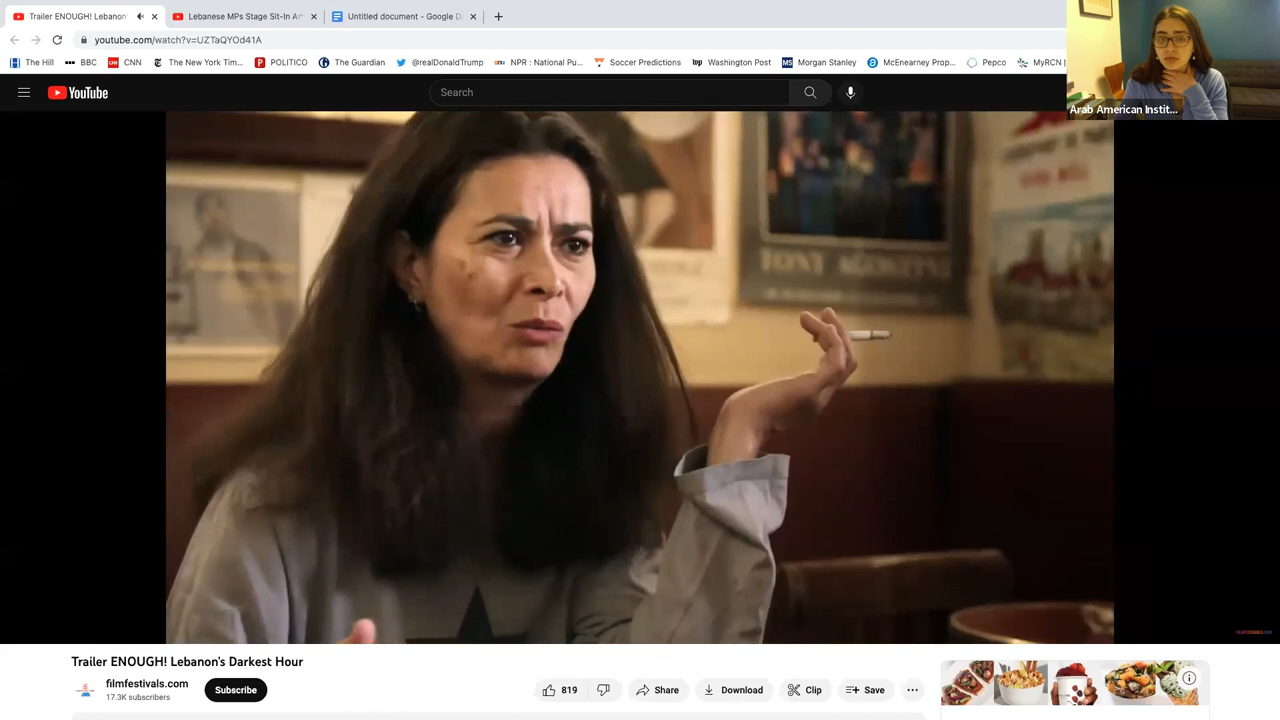 Trailer ENOUGH! Lebanon'
Lebanese MPs Stage Sit-In Am
Untitled document - Google D
youtube.com/watch?v=UZTaQYOd41A
The Hill
BBC
CNN
The New York Tim...
POLITICO
The Guardian
@realDonaldTrump
NPR : National Pu...
Soccer Predictions
Washington Post
Morgan Stanley
McEnearney Prop...
Pepco
MyRCN
Arab American Instit...
YouTube
Search
TONY AGOSTINI
Trailer ENOUGH! Lebanon's Darkest Hour
filmfestivals.com
17.3K subscribers
Subscribe
819
Share
Download
Clip
Save